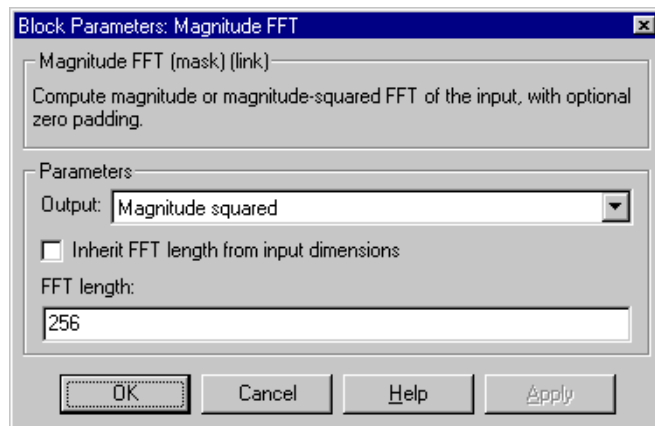 Block Parameters: Magnitude FFT
Magnitude FFT (mask) (link)
Compute magnitude or magnitude-squared FFT of the input, with optional
zero padding.
Parameters
Output: Magnitude squared
Inherit FFT length from input dimensions
FFT length:
256
OK Cancel Help Apply